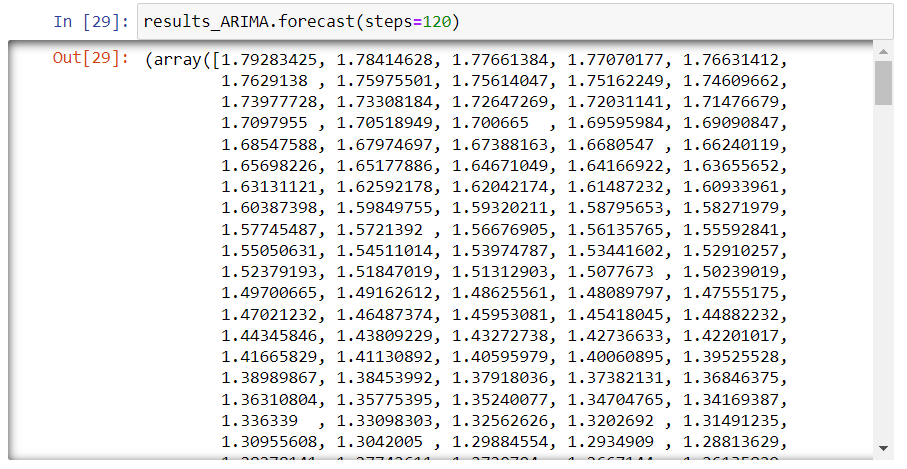 In [29]: results_ARIMA.forecast(steps=120)
Out[29]: (array([1.79283425, 1.78414628, 1.77661384, 1.77070177, 1.76631412,
1.7629138 , 1.75975501, 1.75614047, 1.75162249, 1.74609662,
1.73977728, 1.73308184, 1.72647269, 1.72031141, 1.71476679,
1.7097955 , 1.70518949, 1.700665  , 1.69595984, 1.69090847,
1.68547588, 1.67974697, 1.67388163, 1.6680547 , 1.66240119,
1.65698226, 1.65177886, 1.64671049, 1.64166922, 1.63655652,
1.63131121, 1.62592178, 1.62042174, 1.61487232, 1.60933961,
1.60387398, 1.59849755, 1.59320211, 1.58795653, 1.58271979,
1.57745487, 1.5721392 , 1.56676905, 1.56135765, 1.55592841,
1.55050631, 1.54511014, 1.53974787, 1.53441602, 1.52910257,
1.52379193, 1.51847019, 1.51312903, 1.5077673 , 1.50239019,
1.49700665, 1.49162612, 1.48625561, 1.48089797, 1.47555175,
1.47021232, 1.46487374, 1.45953081, 1.45418045, 1.44882232,
1.44345846, 1.43809229, 1.43272738, 1.42736633, 1.42201017,
1.41665829, 1.41130892, 1.40595979, 1.40060895, 1.39525528,
1.38989867, 1.38453992, 1.37918036, 1.37382131, 1.36846375,
1.36310804, 1.35775395, 1.35240077, 1.34704765, 1.34169387,
1.336339  , 1.33098303, 1.32562626, 1.3202692 , 1.31491235,
1.30955608, 1.3042005 , 1.29884554, 1.2934909 , 1.28813629,